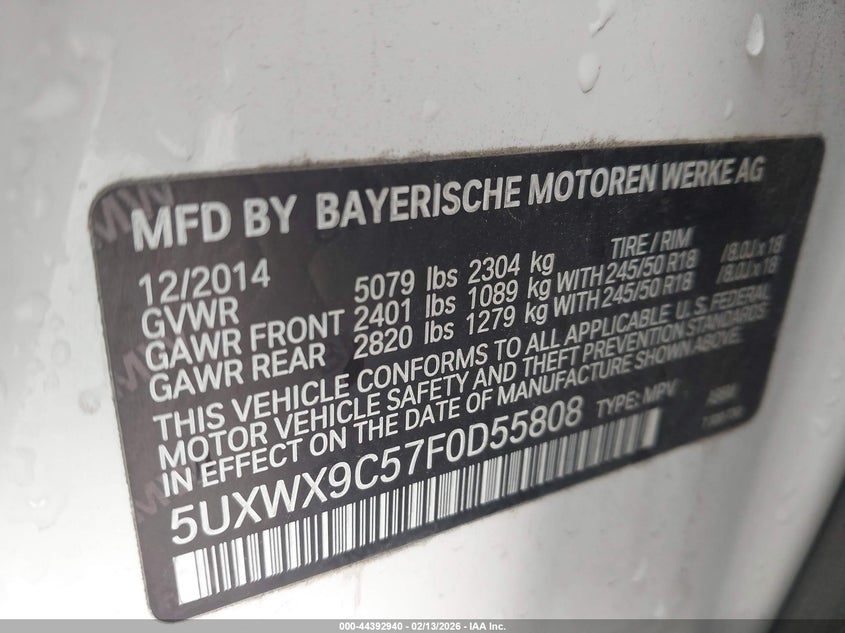 MFD BY BAYERISCHE MOTOREN WERKE AG
12/2014 TIRE / RIM
GVWR 5079 lbs 2304 kg
GAWR FRONT 2401 lbs 1089 kg WITH 245/50 R18 /8.0J x 18
GAWR REAR 2820 lbs 1279 kg WITH 245/50 R18 /8.0J x 18
THIS VEHICLE CONFORMS TO ALL APPLICABLE U.S. FEDERAL
MOTOR VEHICLE SAFETY AND THEFT PREVENTION STANDARDS
IN EFFECT ON THE DATE OF MANUFACTURE SHOWN ABOVE.
5UXWX9C57F0D55808 TYPE: MPV
000-44392940 - 02/13/2026 - IAA Inc.